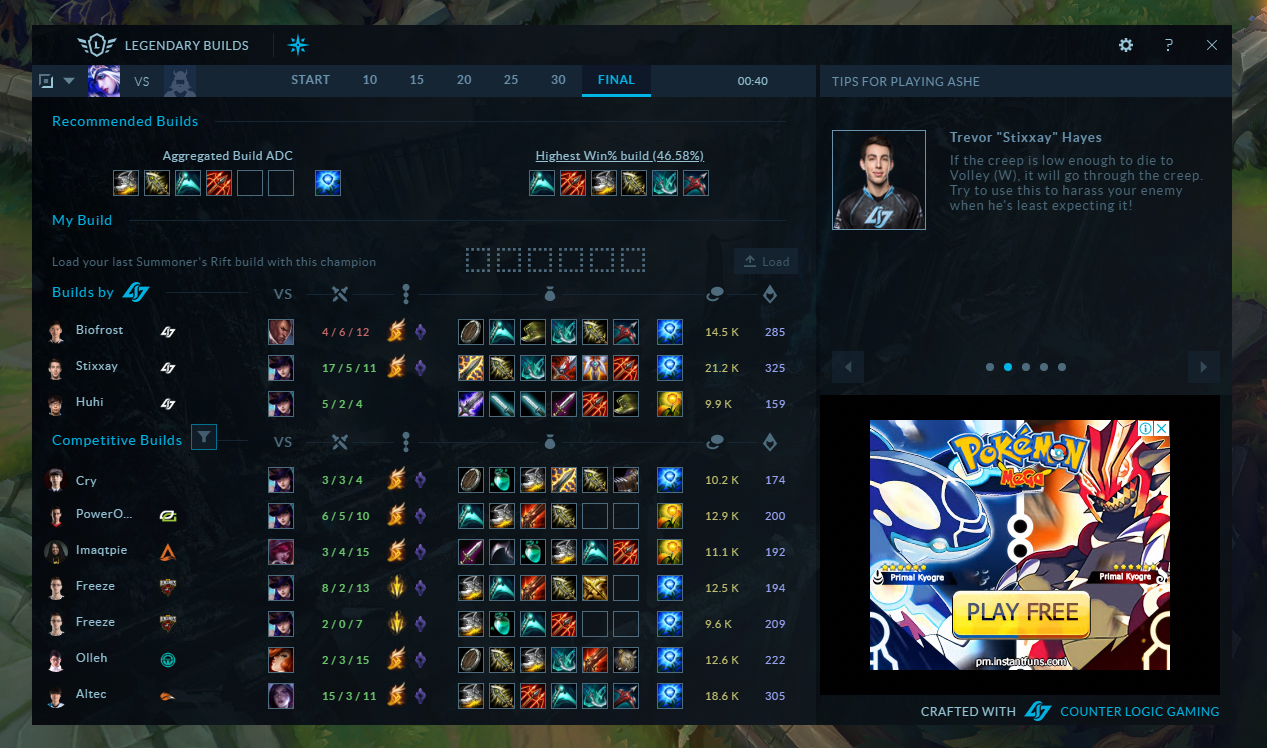 LEGENDARY BUILDS
?
VS
START 10 15 20 25 30 FINAL
00:40
TIPS FOR PLAYING ASHE
Recommended Builds
Aggregated Build ADC
Highest Win% build (46.58%)
My Build
Load your last Summoner's Rift build with this champion
Load
Builds by
VS
Biofrost 4 / 6 / 12 14.5 K 285
Stixxay 17 / 5 / 11 21.2 K 325
Huhi 5 / 2 / 4 9.9 K 159
Competitive Builds
VS
Cry 3 / 3 / 4 10.2 K 174
PowerO... 6 / 5 / 10 12.9 K 200
Imaqtpie 3 / 4 / 15 11.1 K 192
Freeze 8 / 2 / 13 12.5 K 194
Freeze 2 / 0 / 7 9.6 K 209
Olleh 2 / 3 / 15 12.6 K 222
Altec 15 / 3 / 11 18.6 K 305
Trevor "Stixxay" Hayes
If the creep is low enough to die to
Volley (W), it will go through the creep.
Try to use this to harass your enemy
when he's least expecting it!
POKéMON
MEGA
Primal Kyogre
Primal Kyogre
PLAY FREE
pm.instantfuns.com
CRAFTED WITH
COUNTER LOGIC GAMING